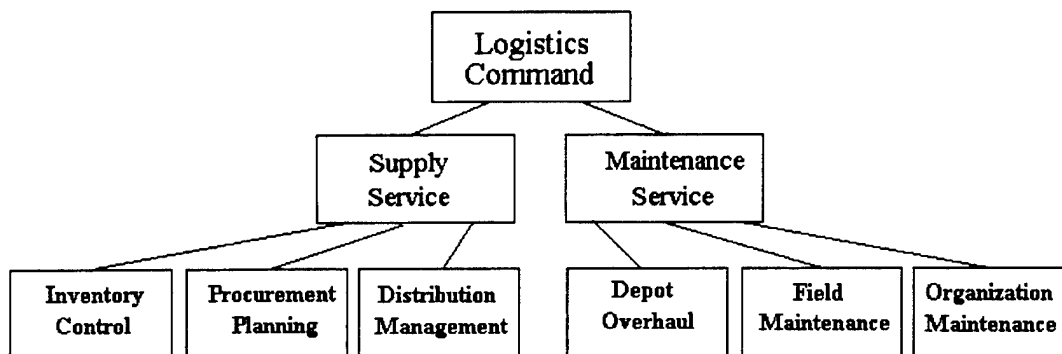 Logistics
Command
Supply
Service
Maintenance
Service
Inventory
Control
Procurement
Planning
Distribution
Management
Depot
Overhaul
Field
Maintenance
Organization
Maintenance